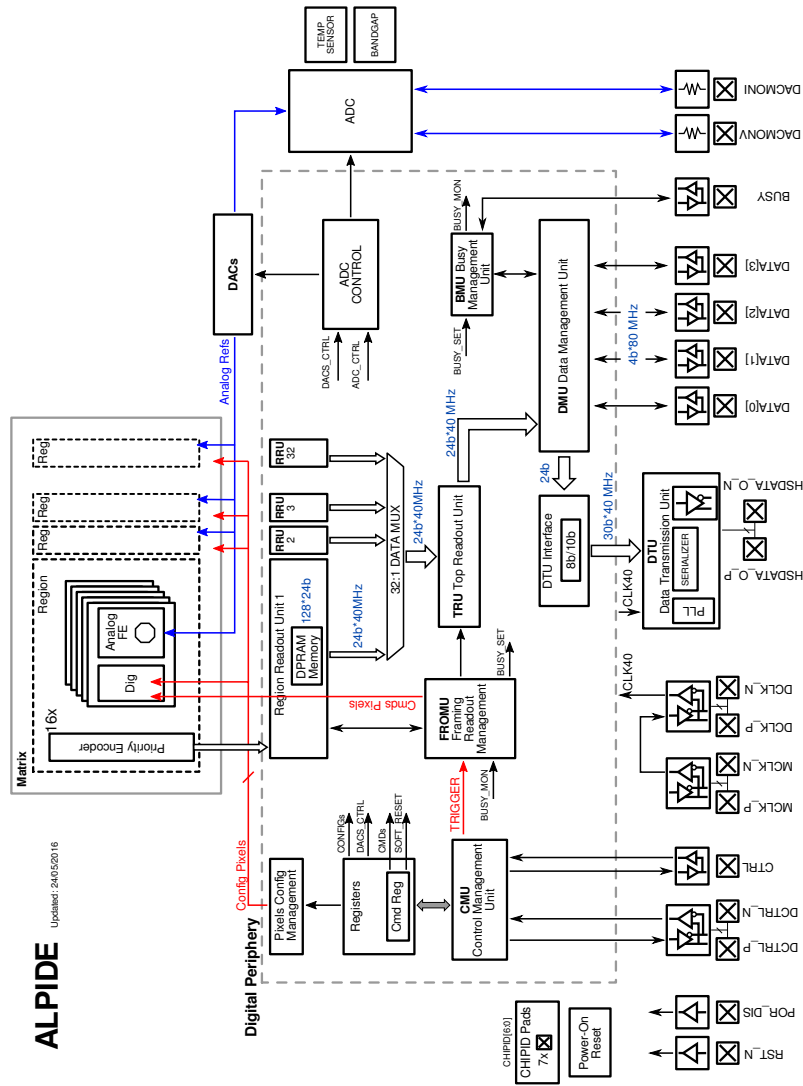 ALPIDE
Updated: 24/05/2016
Matrix
Region
16x
Priority Encoder
Dig
Analog
FE
Reg
Reg
Reg
Config Pixels
Analog Refs
DACs
TEMP
SENSOR
BANDGAP
ADC
Digital Periphery
Pixels Config
Management
Region Readout Unit 1
DPRAM
Memory
128*24b
RRU
2
RRU
3
RRU
32
24b*40MHz
32:1 DATA MUX
24b*40MHz
Registers
Cmd Reg
CONFIGs
DACS_CTRL
CMDs
SOFT_RESET
DACS_CTRL
ADC_CTRL
ADC
CONTROL
Cmds Pixels
CMU
Control Management
Unit
TRIGGER
BUSY_MON
FROMU
Framing
Readout
Management
BUSY_SET
TRU Top Readout Unit
24b*40 MHz
BUSY_SET
BMU Busy
Management
Unit
BUSY_MON
DMU Data Management Unit
24b
DTU Interface
8b/10b
30b*40 MHz
4b*80 MHz
CLK40
CLK40
DTU
Data Transmission Unit
PLL
SERIALIZER
CHIPID[6:0]
CHIPID Pads
7x
Power-On
Reset
RST_N
POR_DIS
DCTRL_P
DCTRL_N
CTRL
MCLK_P
MCLK_N
DCLK_P
DCLK_N
HSDATA_O_P
HSDATA_O_N
DATA[0]
DATA[1]
DATA[2]
DATA[3]
BUSY
DACMONV
DACMONI